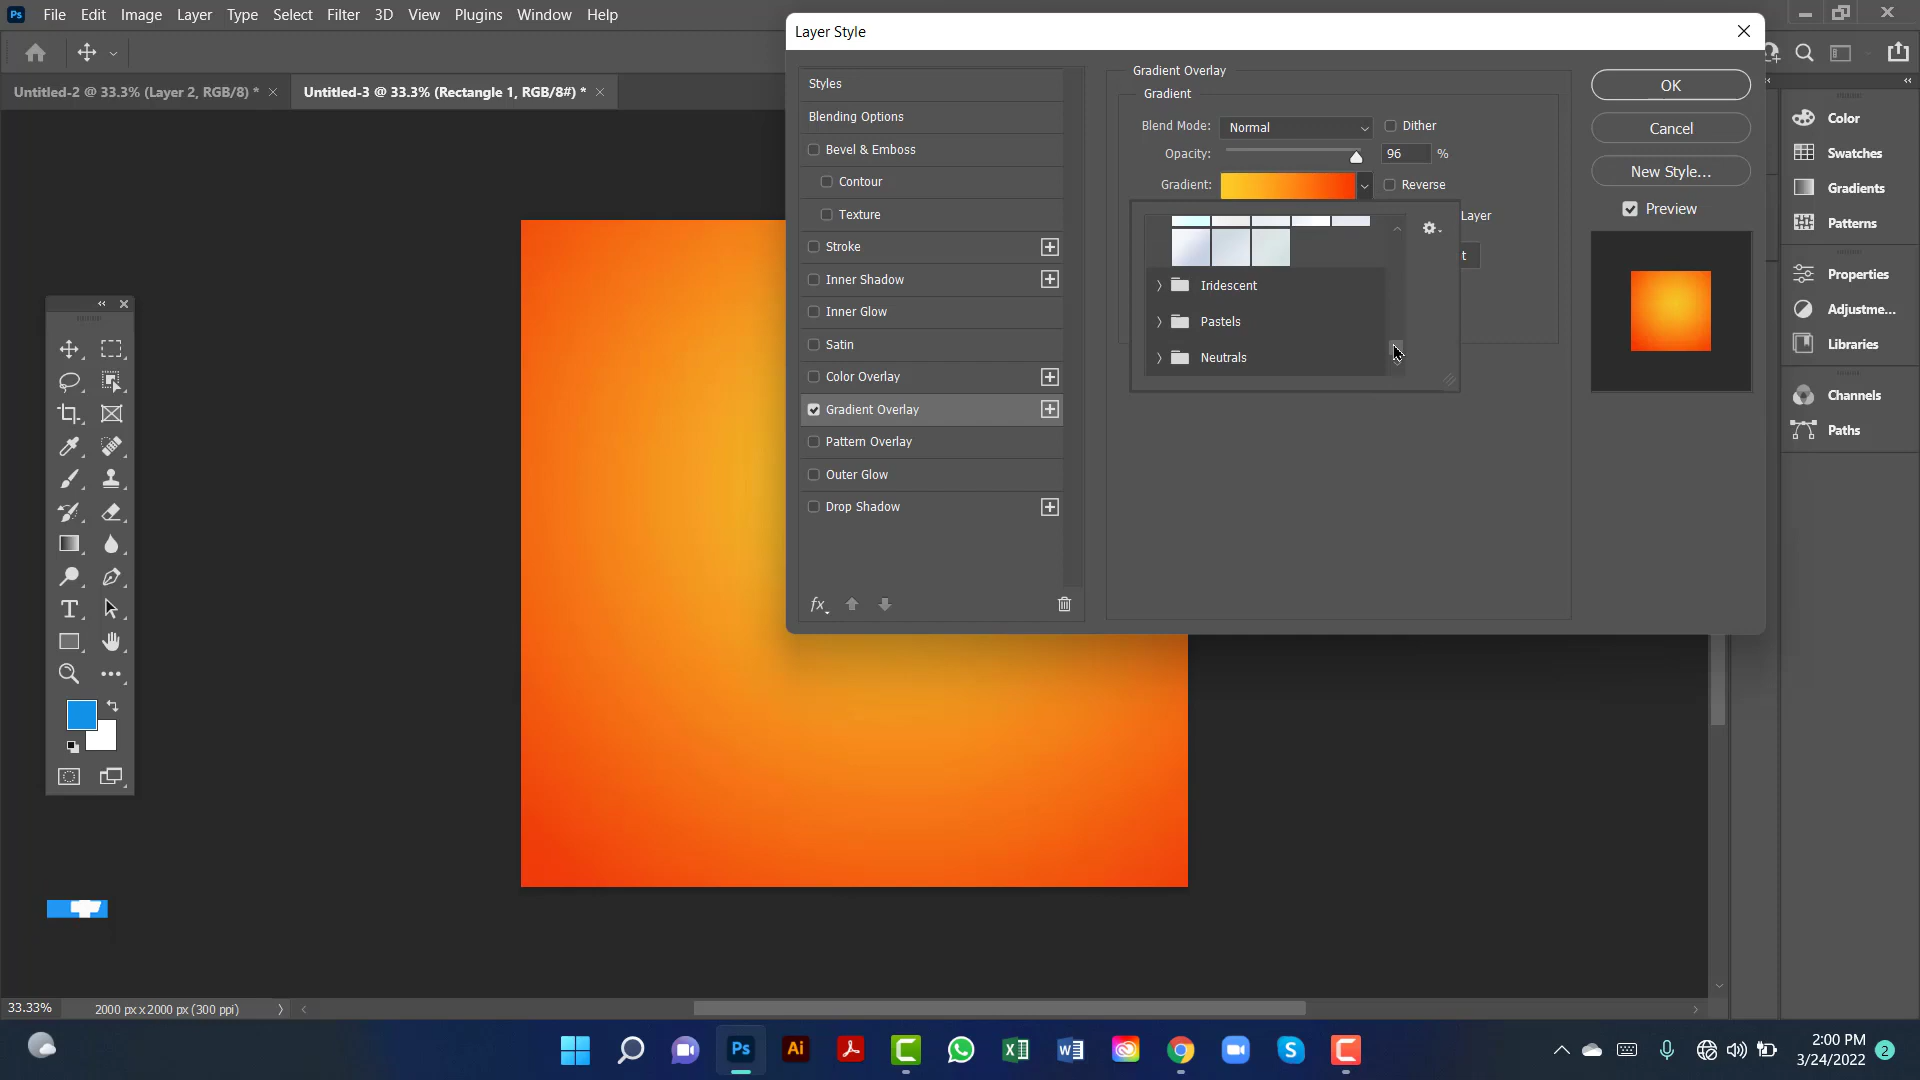 Ps File Edit Image Layer Type Select Filter 3D View Plugins Window Help
Untitled-2 @ 33.3% (Layer 2, RGB/8) *
Untitled-3 @ 33.3% (Rectangle 1, RGB/8#) *
Layer Style
Styles
Blending Options
Bevel & Emboss
Contour
Texture
Stroke
Inner Shadow
Inner Glow
Satin
Color Overlay
Gradient Overlay
Pattern Overlay
Outer Glow
Drop Shadow
fx
Gradient Overlay
Gradient
Blend Mode: Normal Dither
Opacity: 96 %
Gradient: Reverse
Layer
t
Iridescent
Pastels
Neutrals
OK
Cancel
New Style...
Preview
Color
Swatches
Gradients
Patterns
Properties
Adjustme...
Libraries
Channels
Paths
T
33.33% 2000 px x 2000 px (300 ppi)
Ps Ai
2:00 PM
3/24/2022
2